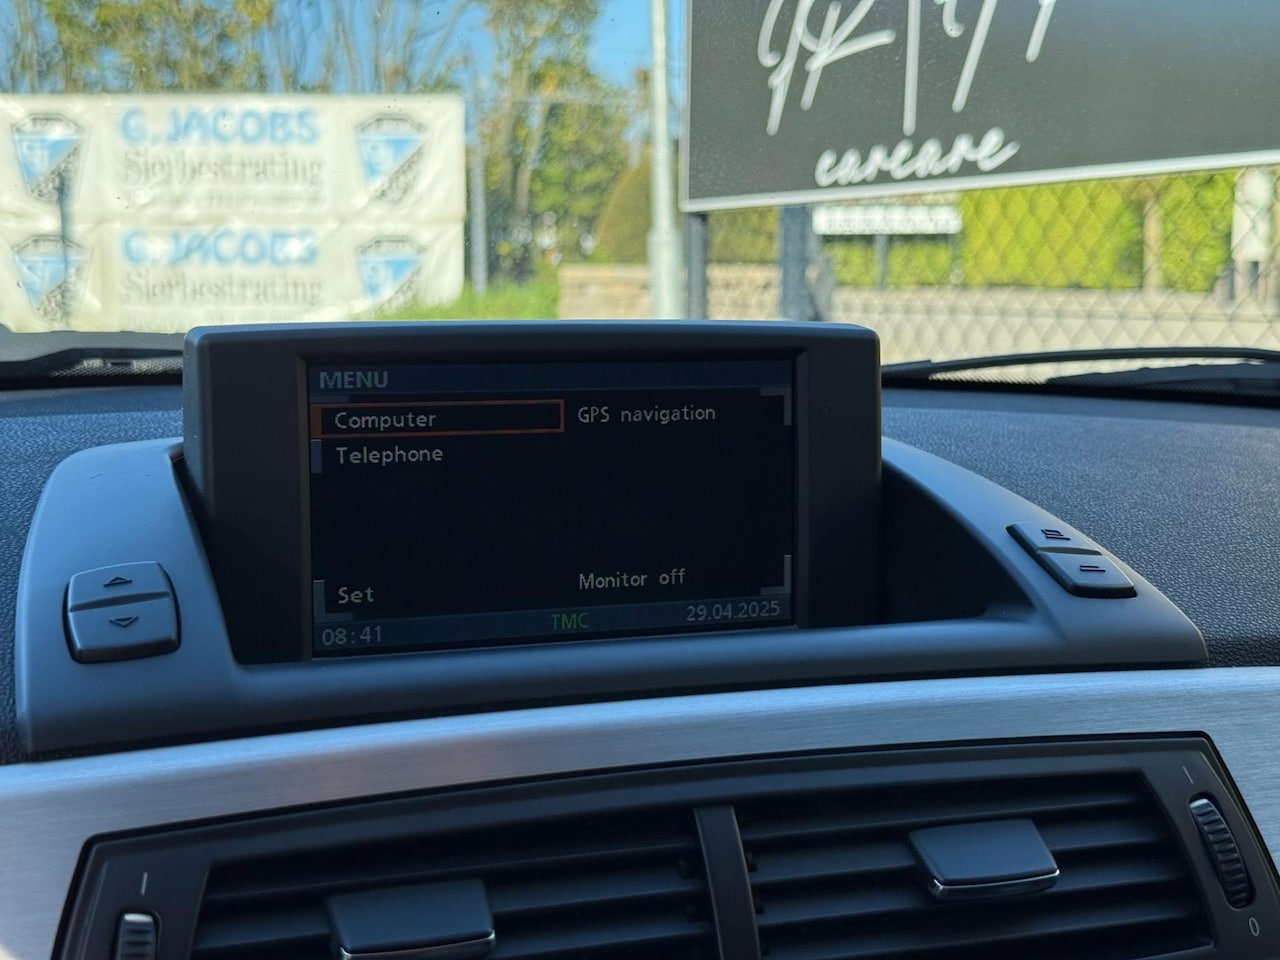 G. JACOBS
Sierbestrating
G. JACOBS
Sierbestrating
carcare
MENU
Computer
GPS navigation
Telephone
Set
Monitor off
08:41
TMC
29.04.2025
0